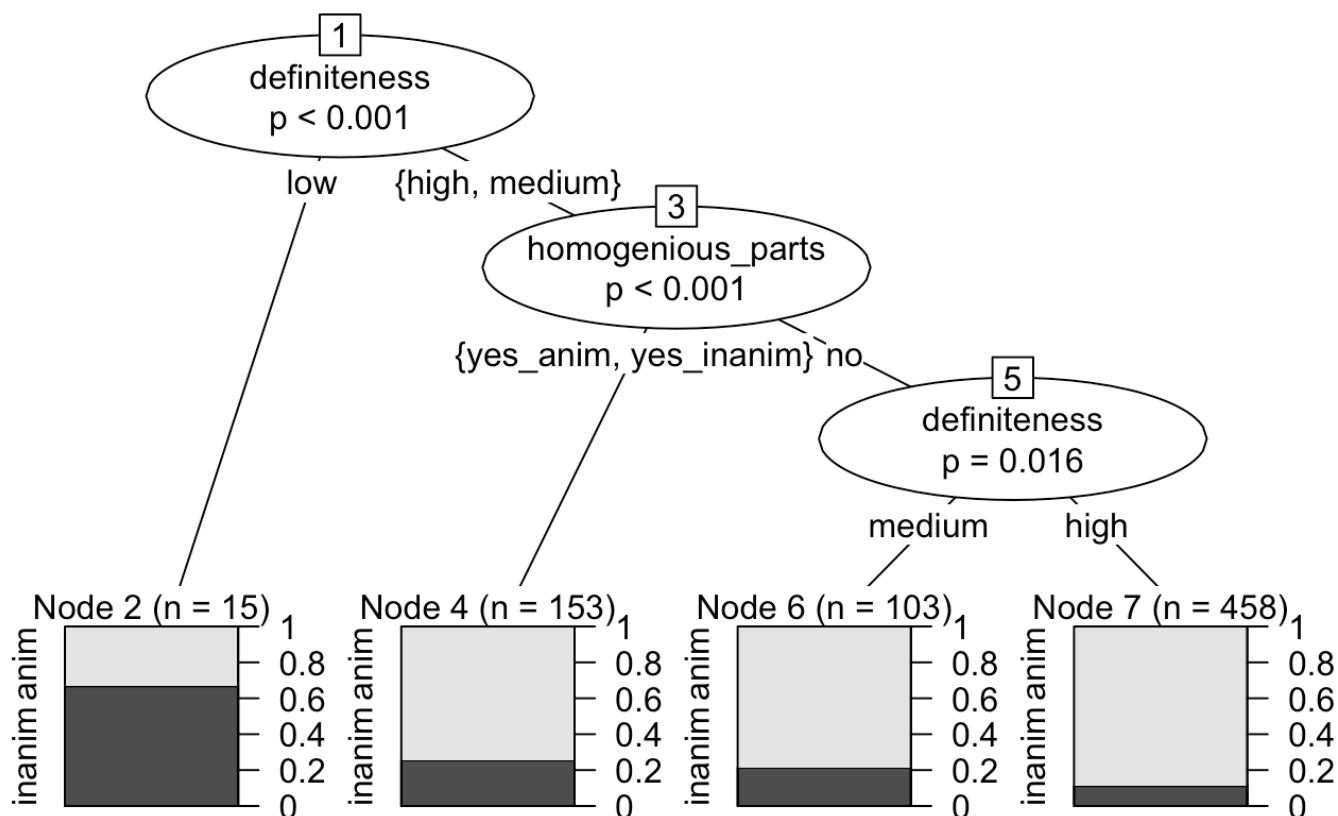 1
definiteness
p < 0.001
low
{high, medium}
3
homogenious_parts
p < 0.001
{yes_anim, yes_inanim}
no
5
definiteness
p = 0.016
medium
high
Node 2 (n = 15)
inanim anim
1
0.8
0.6
0.4
0.2
0
Node 4 (n = 153)
inanim anim
1
0.8
0.6
0.4
0.2
0
Node 6 (n = 103)
inanim anim
1
0.8
0.6
0.4
0.2
0
Node 7 (n = 458)
inanim anim
1
0.8
0.6
0.4
0.2
0